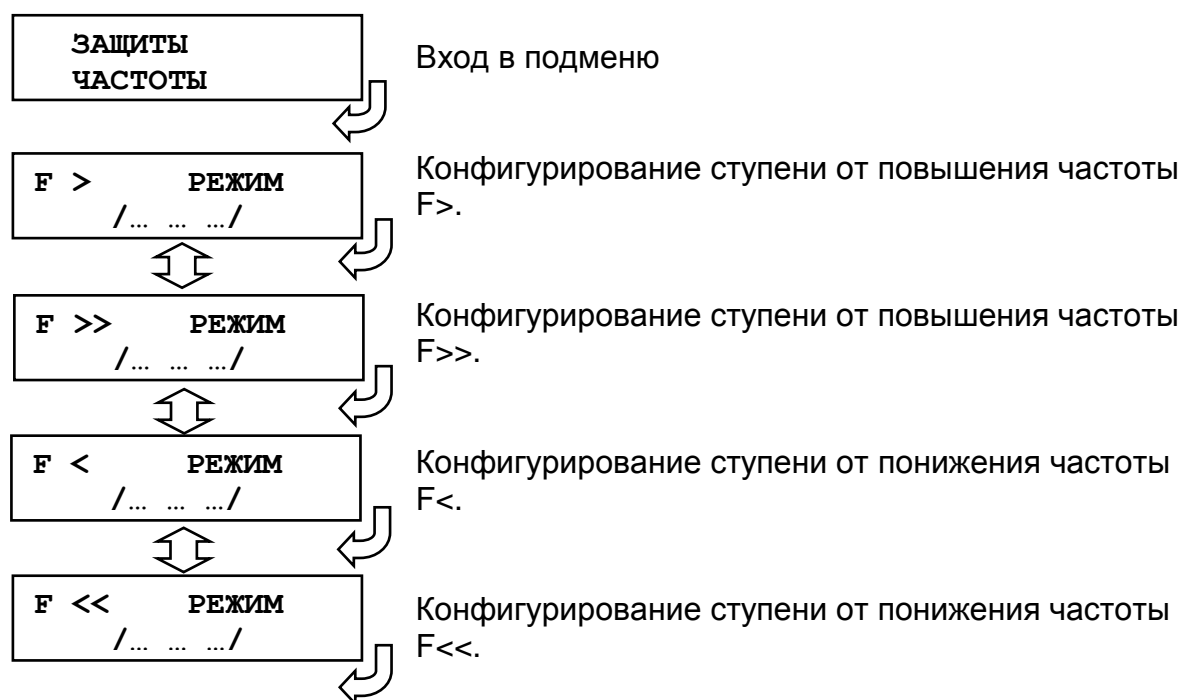 ЗАЩИТЫ
ЧАСТОТЫ
Вход в подменю
F > РЕЖИМ
/… … …/
Конфигурирование ступени от повышения частоты
F>.
F >> РЕЖИМ
/… … …/
Конфигурирование ступени от повышения частоты
F>>.
F < РЕЖИМ
/… … …/
Конфигурирование ступени от понижения частоты
F<.
F << РЕЖИМ
/… … …/
Конфигурирование ступени от понижения частоты
F<<.